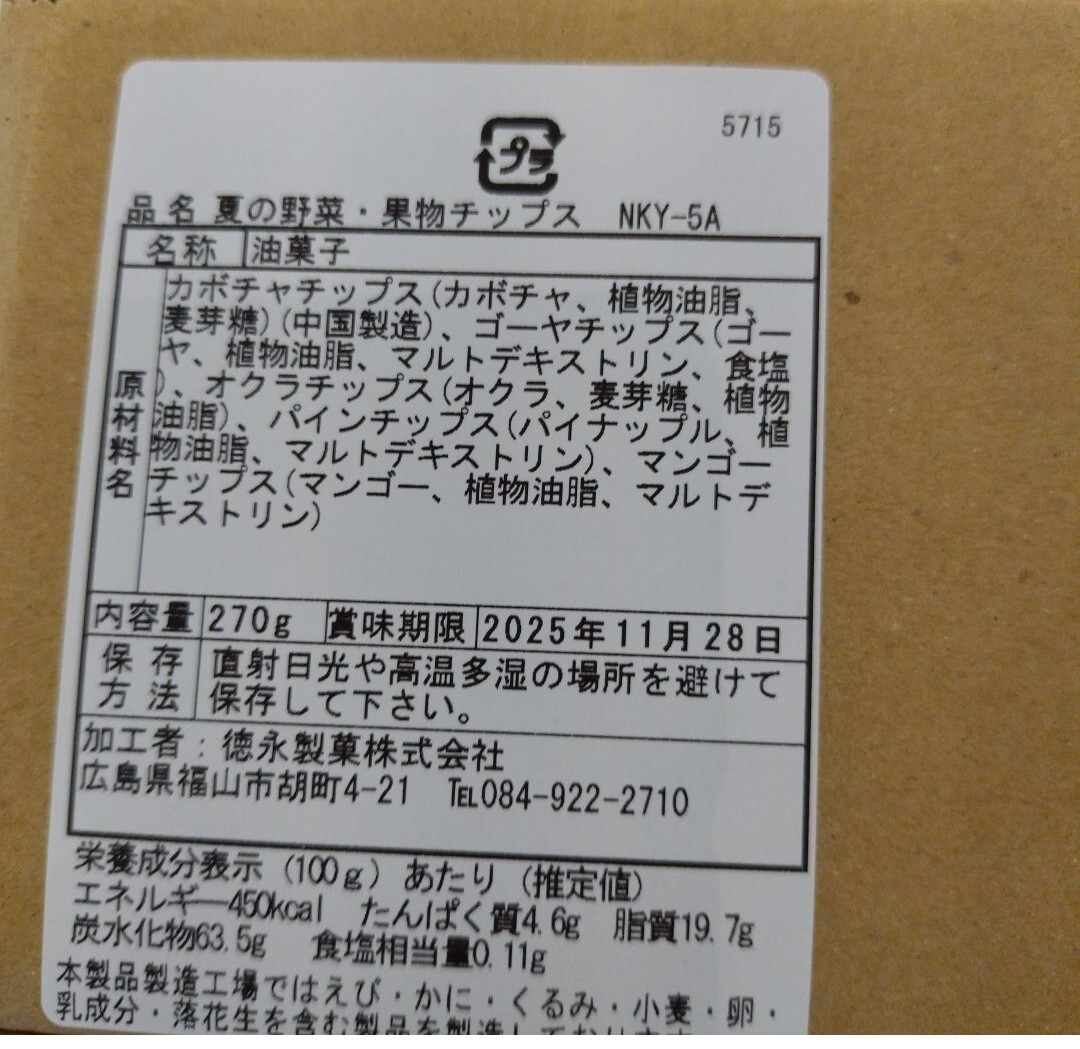 5715
プラ
品名 夏の野菜・果物チップス NKY-5A
名称 油菓子
原材料名
カボチャチップス(カボチャ、植物油脂、
麦芽糖)(中国製造)、ゴーヤチップス(ゴー
ヤ、植物油脂、マルトデキストリン、食塩
)、オクラチップス(オクラ、麦芽糖、植物
油脂)、パインチップス(パイナップル、植
物油脂、マルトデキストリン)、マンゴー
チップス(マンゴー、植物油脂、マルトデ
キストリン)
内容量 270g 賞味期限 2025年11月28日
保存方法
直射日光や高温多湿の場所を避けて
保存して下さい。
加工者:徳永製菓株式会社
広島県福山市胡町4-21 TEL084-922-2710
栄養成分表示(100g)あたり(推定値)
エネルギー450kcal たんぱく質4.6g 脂質19.7g
炭水化物63.5g 食塩相当量0.11g
本製品製造工場ではえび・かに・くるみ・小麦・卵・
乳成分・落花生を含む製品を製造しております